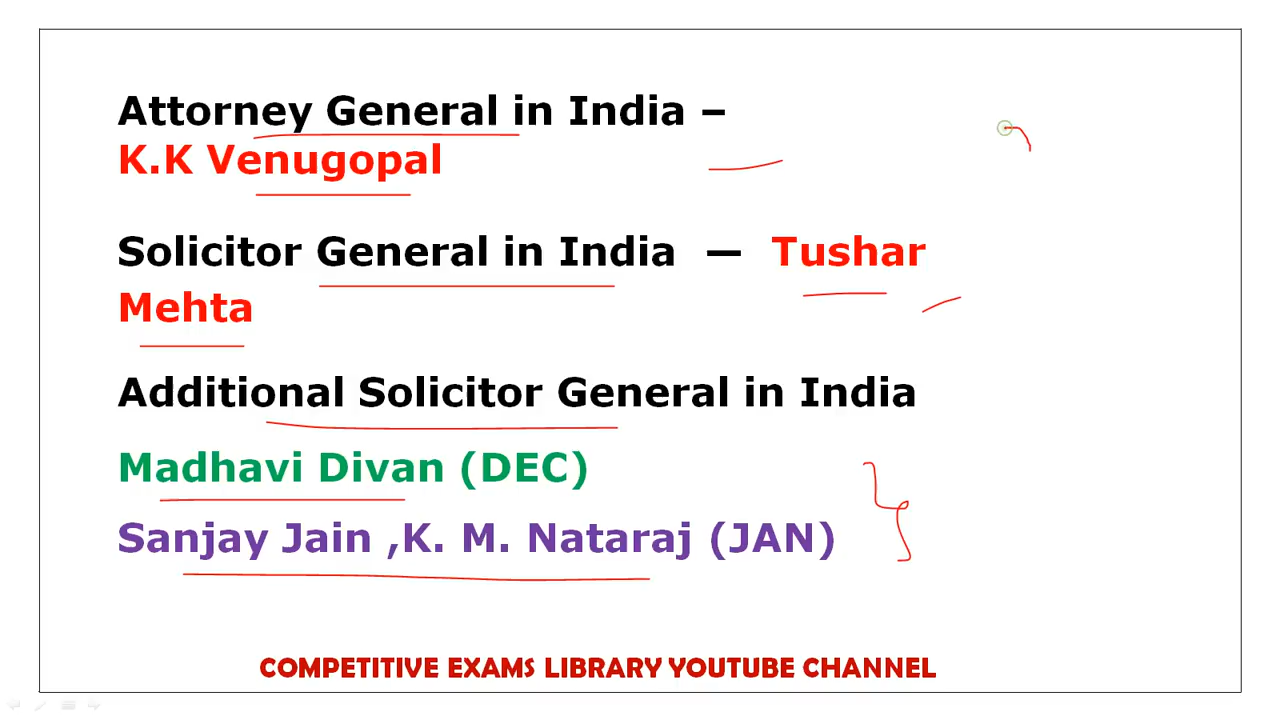 Attorney General in India –
K.K Venugopal
Solicitor General in India — Tushar
Mehta
Additional Solicitor General in India
Madhavi Divan (DEC)
Sanjay Jain ,K. M. Nataraj (JAN)
COMPETITIVE EXAMS LIBRARY YOUTUBE CHANNEL